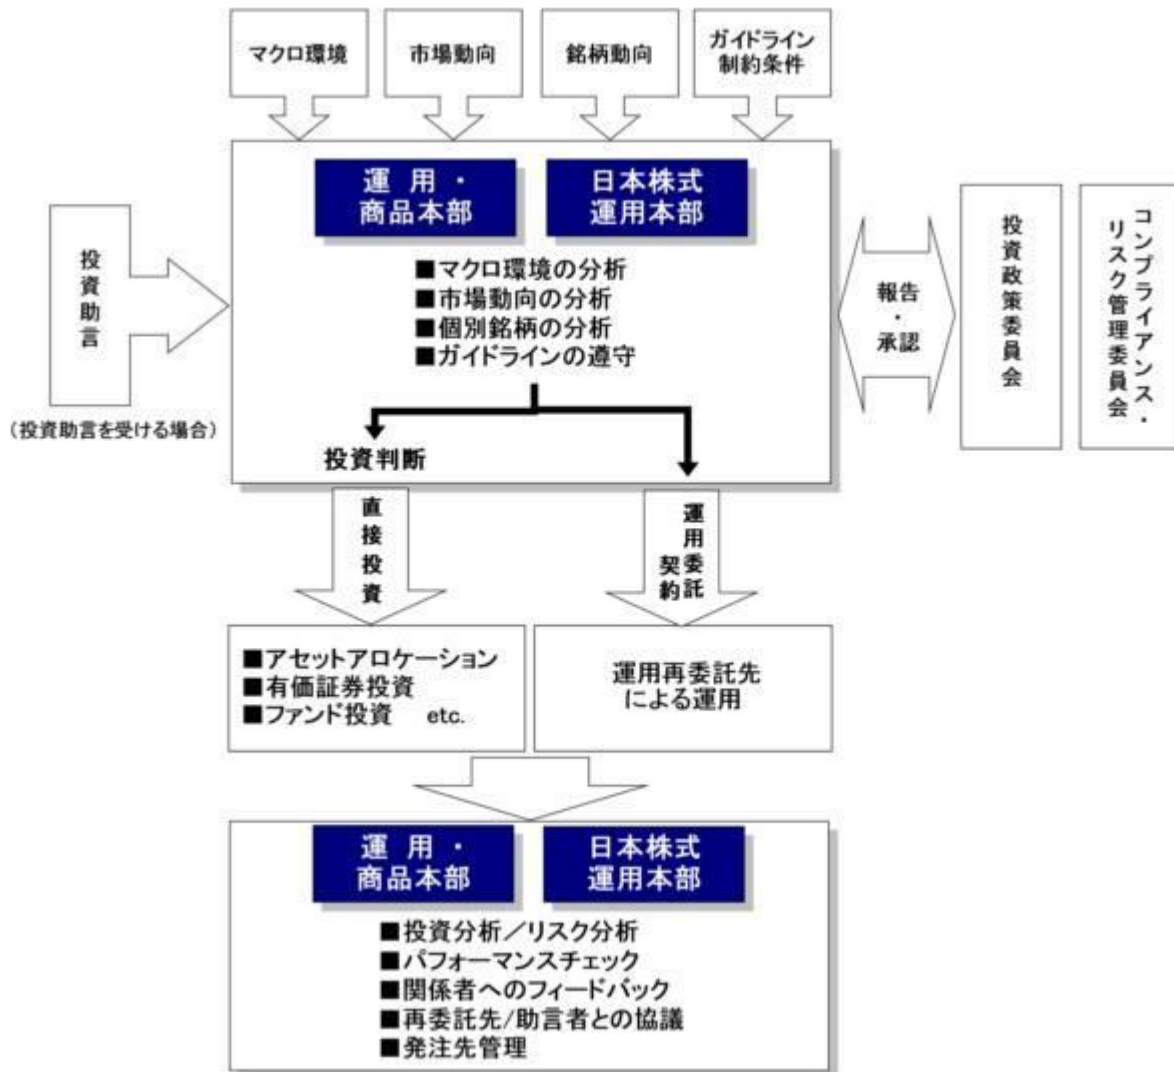 マクロ環境
市場動向
銘柄動向
ガイドライン
制約条件
運 用 ・
商品本部
日本株式
運用本部
■マクロ環境の分析
■市場動向の分析
■個別銘柄の分析
■ガイドラインの遵守
投資助言
(投資助言を受ける場合)
報告
・
承認
投資政策委員会
コンプライアンス・
リスク管理委員会
投資判断
直接投資
運用委託
契約
■アセットアロケーション
■有価証券投資
■ファンド投資 etc.
運用再委託先
による運用
運 用 ・
商品本部
日本株式
運用本部
■投資分析／リスク分析
■パフォーマンスチェック
■関係者へのフィードバック
■再委託先/助言者との協議
■発注先管理